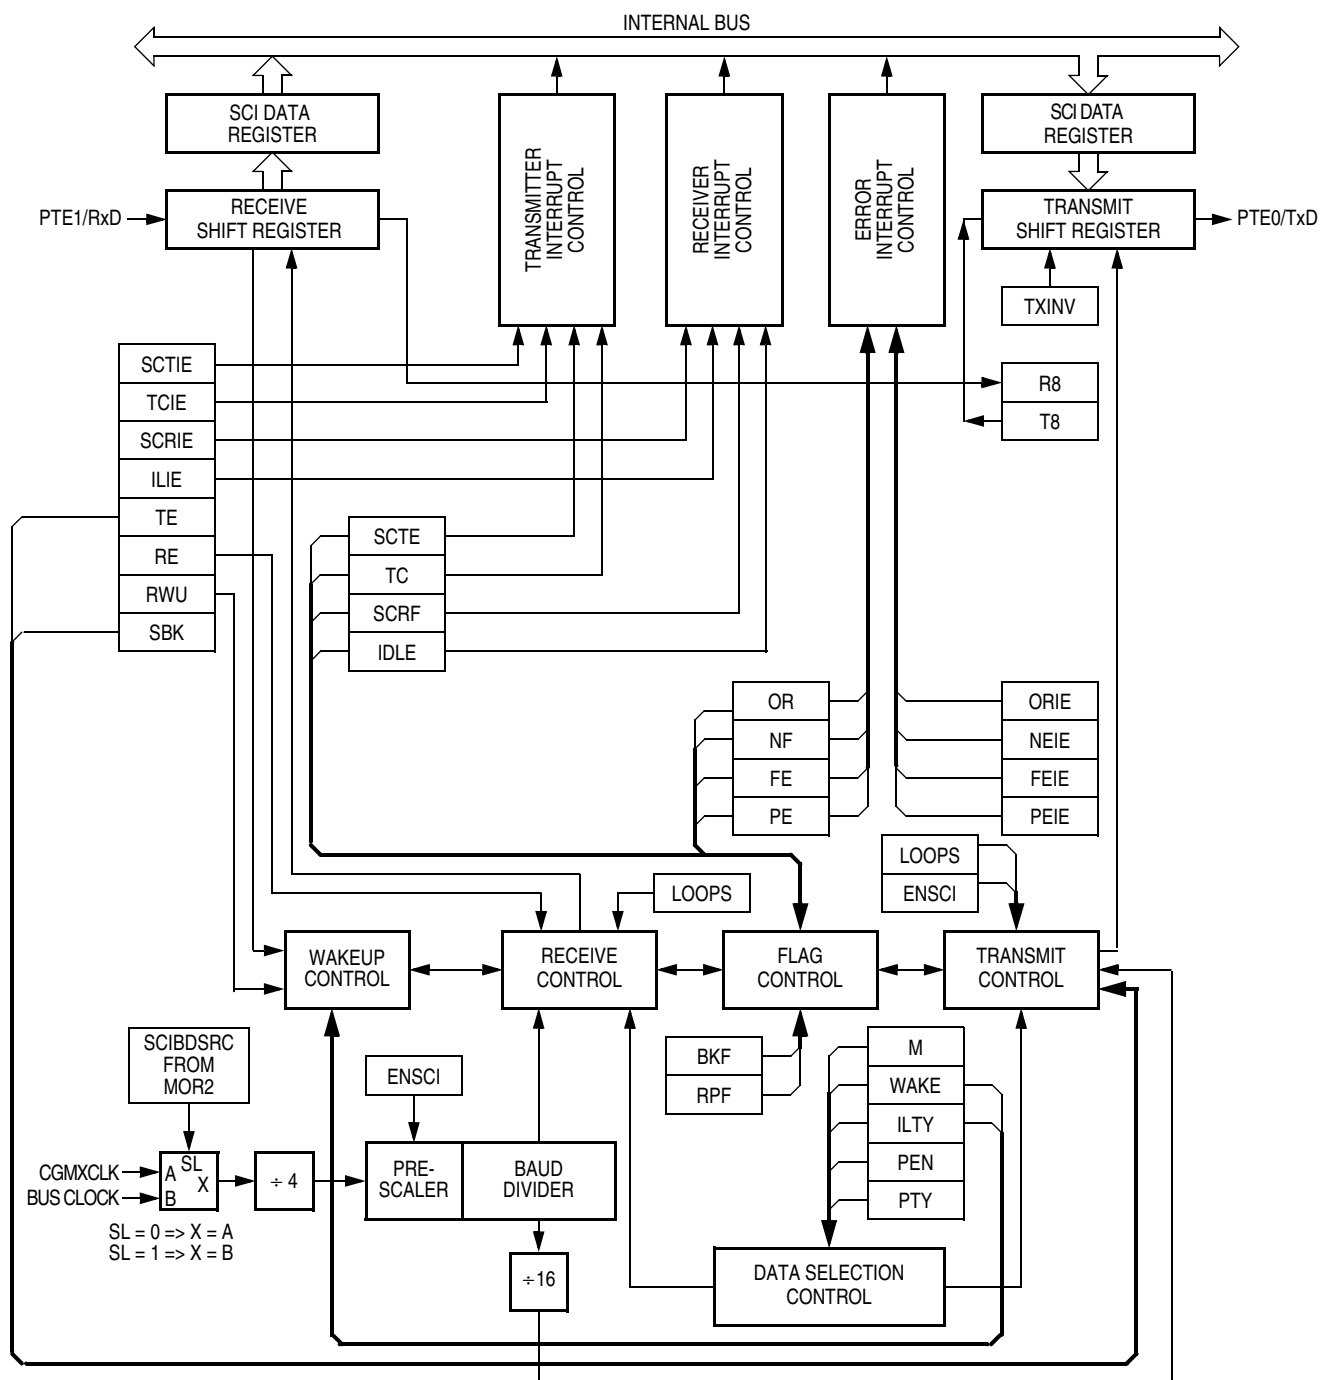 INTERNAL BUS
SCI DATA
REGISTER
TRANSMITTER
INTERRUPT
CONTROL
RECEIVER
INTERRUPT
CONTROL
ERROR
INTERRUPT
CONTROL
SCI DATA
REGISTER
PTE1/RxD
RECEIVE
SHIFT REGISTER
TRANSMIT
SHIFT REGISTER
PTE0/TxD
TXINV
SCTIE
TCIE
SCRIE
ILIE
TE
RE
RWU
SBK
R8
T8
SCTE
TC
SCRF
IDLE
OR
NF
FE
PE
ORIE
NEIE
FEIE
PEIE
LOOPS
ENSCI
LOOPS
WAKEUP
CONTROL
RECEIVE
CONTROL
FLAG
CONTROL
TRANSMIT
CONTROL
SCIBDSRC
FROM
MOR2
ENSCI
BKF
RPF
M
WAKE
ILTY
PEN
PTY
CGMXCLK
BUS CLOCK
A
B
SL
X
÷ 4
PRE-
SCALER
BAUD
DIVIDER
SL = 0 => X = A
SL = 1 => X = B
÷16
DATA SELECTION
CONTROL